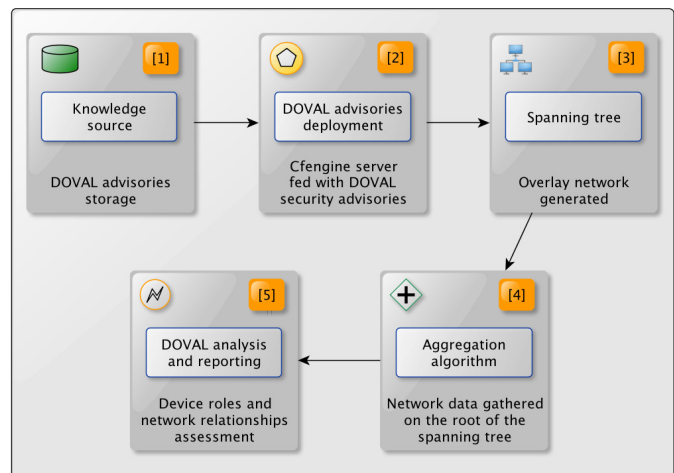 [1]
Knowledge
source
DOVAL advisories
storage
[2]
DOVAL advisories
deployment
Cfengine server
fed with DOVAL
security advisories
[3]
Spanning tree
Overlay network
generated
[4]
Aggregation
algorithm
Network data gathered
on the root of the
spanning tree
[5]
DOVAL analysis
and reporting
Device roles and
network relationships
assessment